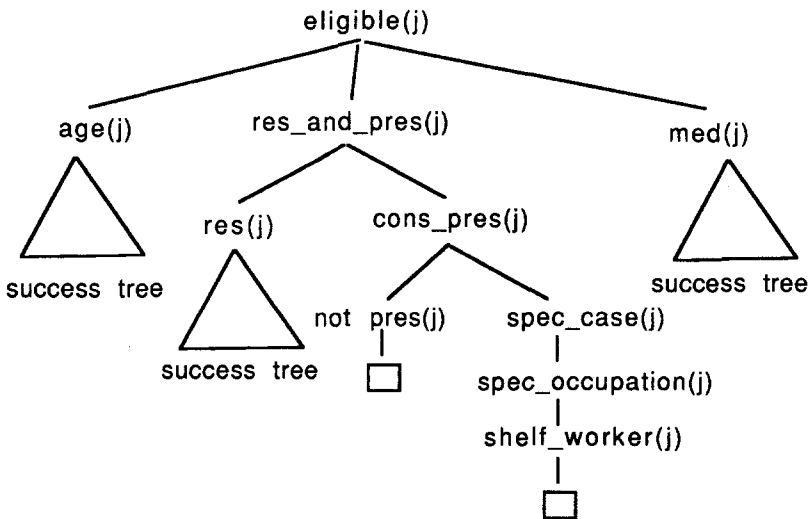 eligible(j)
age(j) res_and_pres(j) med(j)
res(j) cons_pres(j)
success tree success tree
not pres(j) spec_case(j)
success tree
spec_occupation(j)
shelf_worker(j)